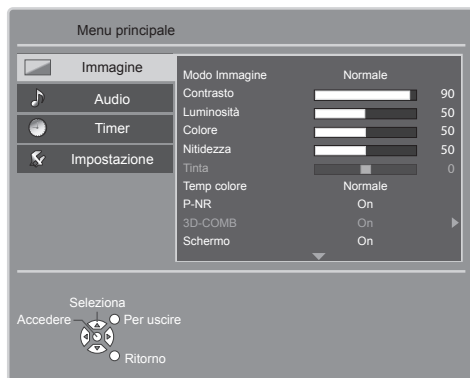 Menu principale
Immagine
Audio
Timer
Impostazione
Modo Immagine Normale
Contrasto 90
Luminosità 50
Colore 50
Nitidezza 50
Tinta 0
Temp colore Normale
P-NR On
3D-COMB On
Schermo On
Seleziona
Accedere Per uscire
Ritorno